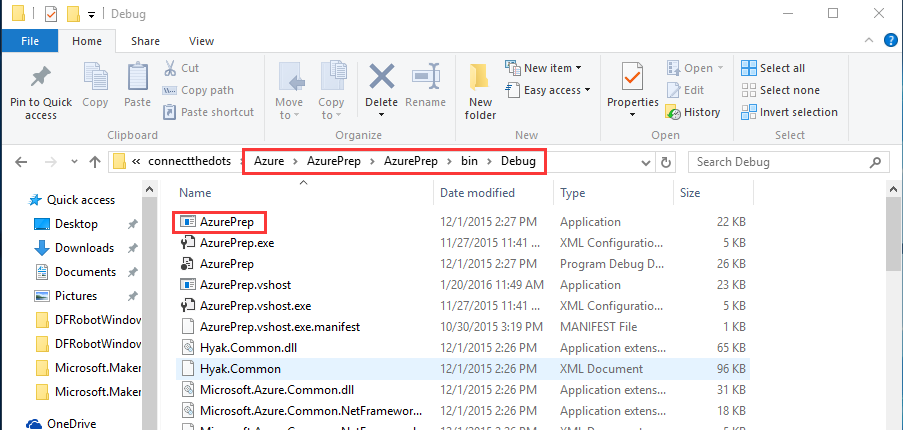 Debug
File Home Share View
Pin to Quick access
Copy
Paste
Cut
Copy path
Paste shortcut
Clipboard
Move to
Copy to
Delete
Rename
Organize
New folder
New item
Easy access
New
Properties
Open
Edit
History
Open
Select all
Select none
Invert selection
Select
« connectthedots Azure AzurePrep AzurePrep bin Debug
Search Debug
Name Date modified Type Size
Quick access
Desktop
Downloads
Documents
Pictures
DFRobotWindow
DFRobotWindow
Microsoft.Maker
Microsoft.Maker
OneDrive
AzurePrep 12/1/2015 2:27 PM Application 22 KB
AzurePrep.exe 11/27/2015 11:41 ... XML Configuratio... 5 KB
AzurePrep 12/1/2015 2:27 PM Program Debug D... 26 KB
AzurePrep.vshost 1/20/2016 11:49 AM Application 23 KB
AzurePrep.vshost.exe 11/27/2015 11:41 ... XML Configuratio... 5 KB
AzurePrep.vshost.exe.manifest 10/30/2015 3:19 PM MANIFEST File 1 KB
Hyak.Common.dll 12/1/2015 2:26 PM Application extens... 65 KB
Hyak.Common 12/1/2015 2:26 PM XML Document 96 KB
Microsoft.Azure.Common.dll 12/1/2015 2:26 PM Application extens... 31 KB
Microsoft.Azure.Common.NetFramewor... 12/1/2015 2:26 PM Application extens... 18 KB